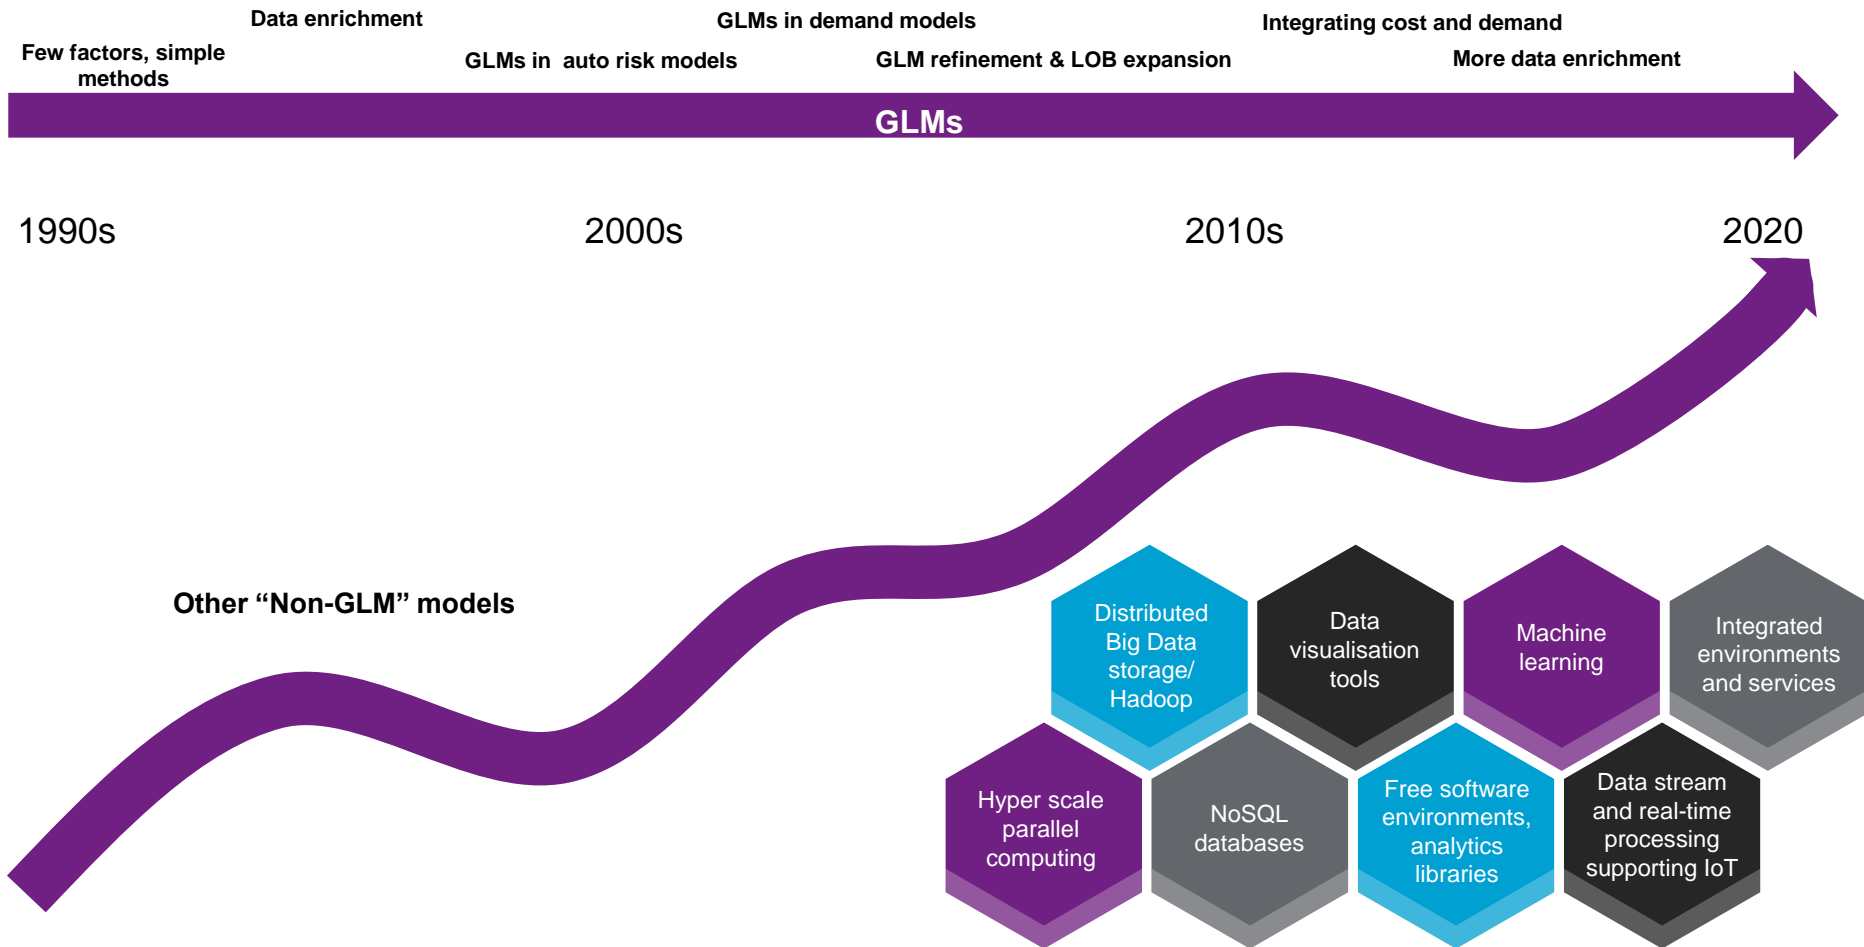 Data enrichment
GLMs in demand models
Integrating cost and demand
Few factors, simple
methods
GLMs in  auto risk models
GLM refinement & LOB expansion
More data enrichment
GLMs
1990s
2000s
2010s
2020
Other “Non-GLM” models
Distributed
Big Data
storage/
Hadoop
Data
visualisation
tools
Machine
learning
Integrated
environments
and services
Hyper scale
parallel
computing
NoSQL
databases
Free software
environments,
analytics
libraries
Data stream
and real-time
processing
supporting IoT